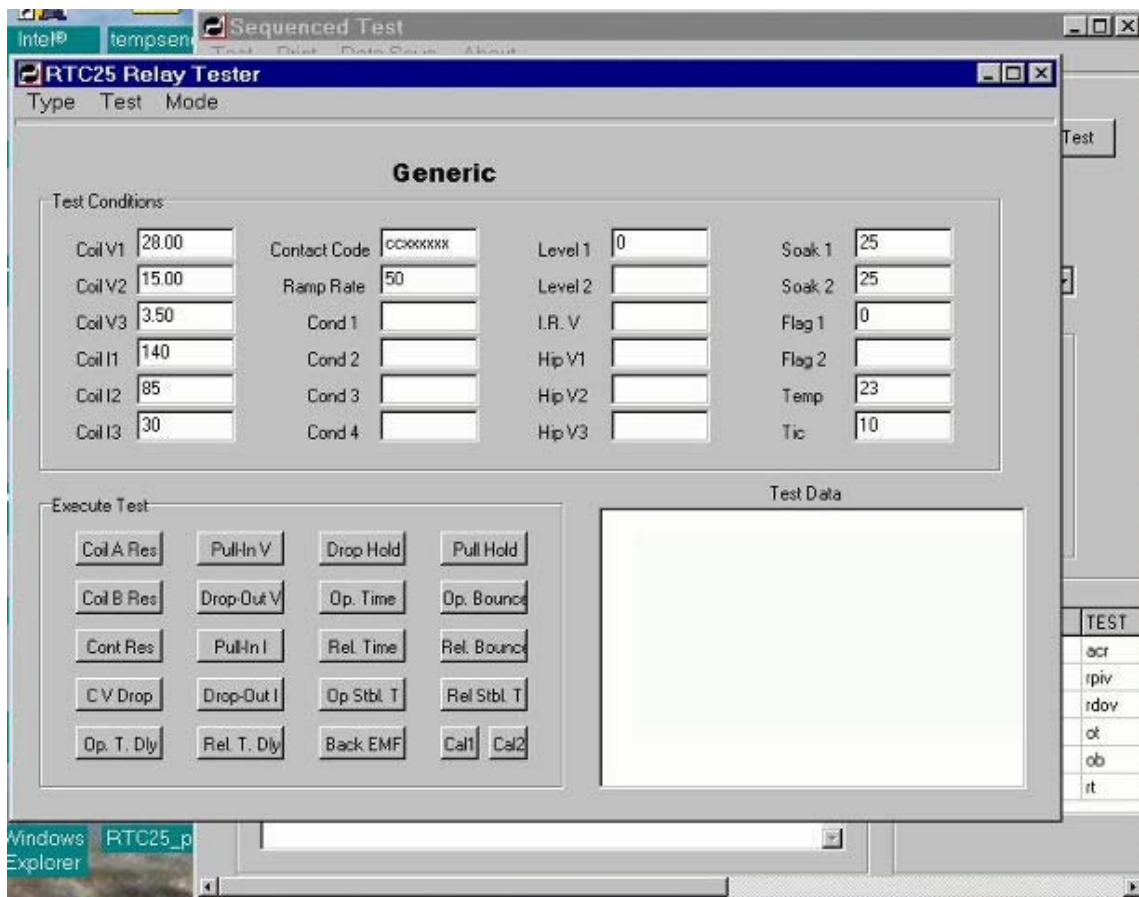 Intel®
tempsen
Sequenced Test
Test Print Data Save About
RTC25 Relay Tester
Type Test Mode
Test
Generic
Test Conditions
Coil V1 28.00 Contact Code ccxxxxxx Level 1 0 Soak 1 25
Coil V2 15.00 Ramp Rate 50 Level 2 Soak 2 25
Coil V3 3.50 Cond 1 I.R. V Flag 1 0
Coil I1 140 Cond 2 Hip V1 Flag 2
Coil I2 85 Cond 3 Hip V2 Temp 23
Coil I3 30 Cond 4 Hip V3 Tic 10
Execute Test
Test Data
Coil A Res Pull-In V Drop Hold Pull Hold
Coil B Res Drop-Out V Op. Time Op. Bounce
Cont Res Pull-In I Rel. Time Rel. Bounce
C V Drop Drop-Out I Op Stbl. T Rel Stbl. T
Op. T. Dly Rel. T. Dly Back EMF Cal1 Cal2
TEST
acr
rpiv
rdov
ot
ob
rt
Windows
Explorer
RTC25_p